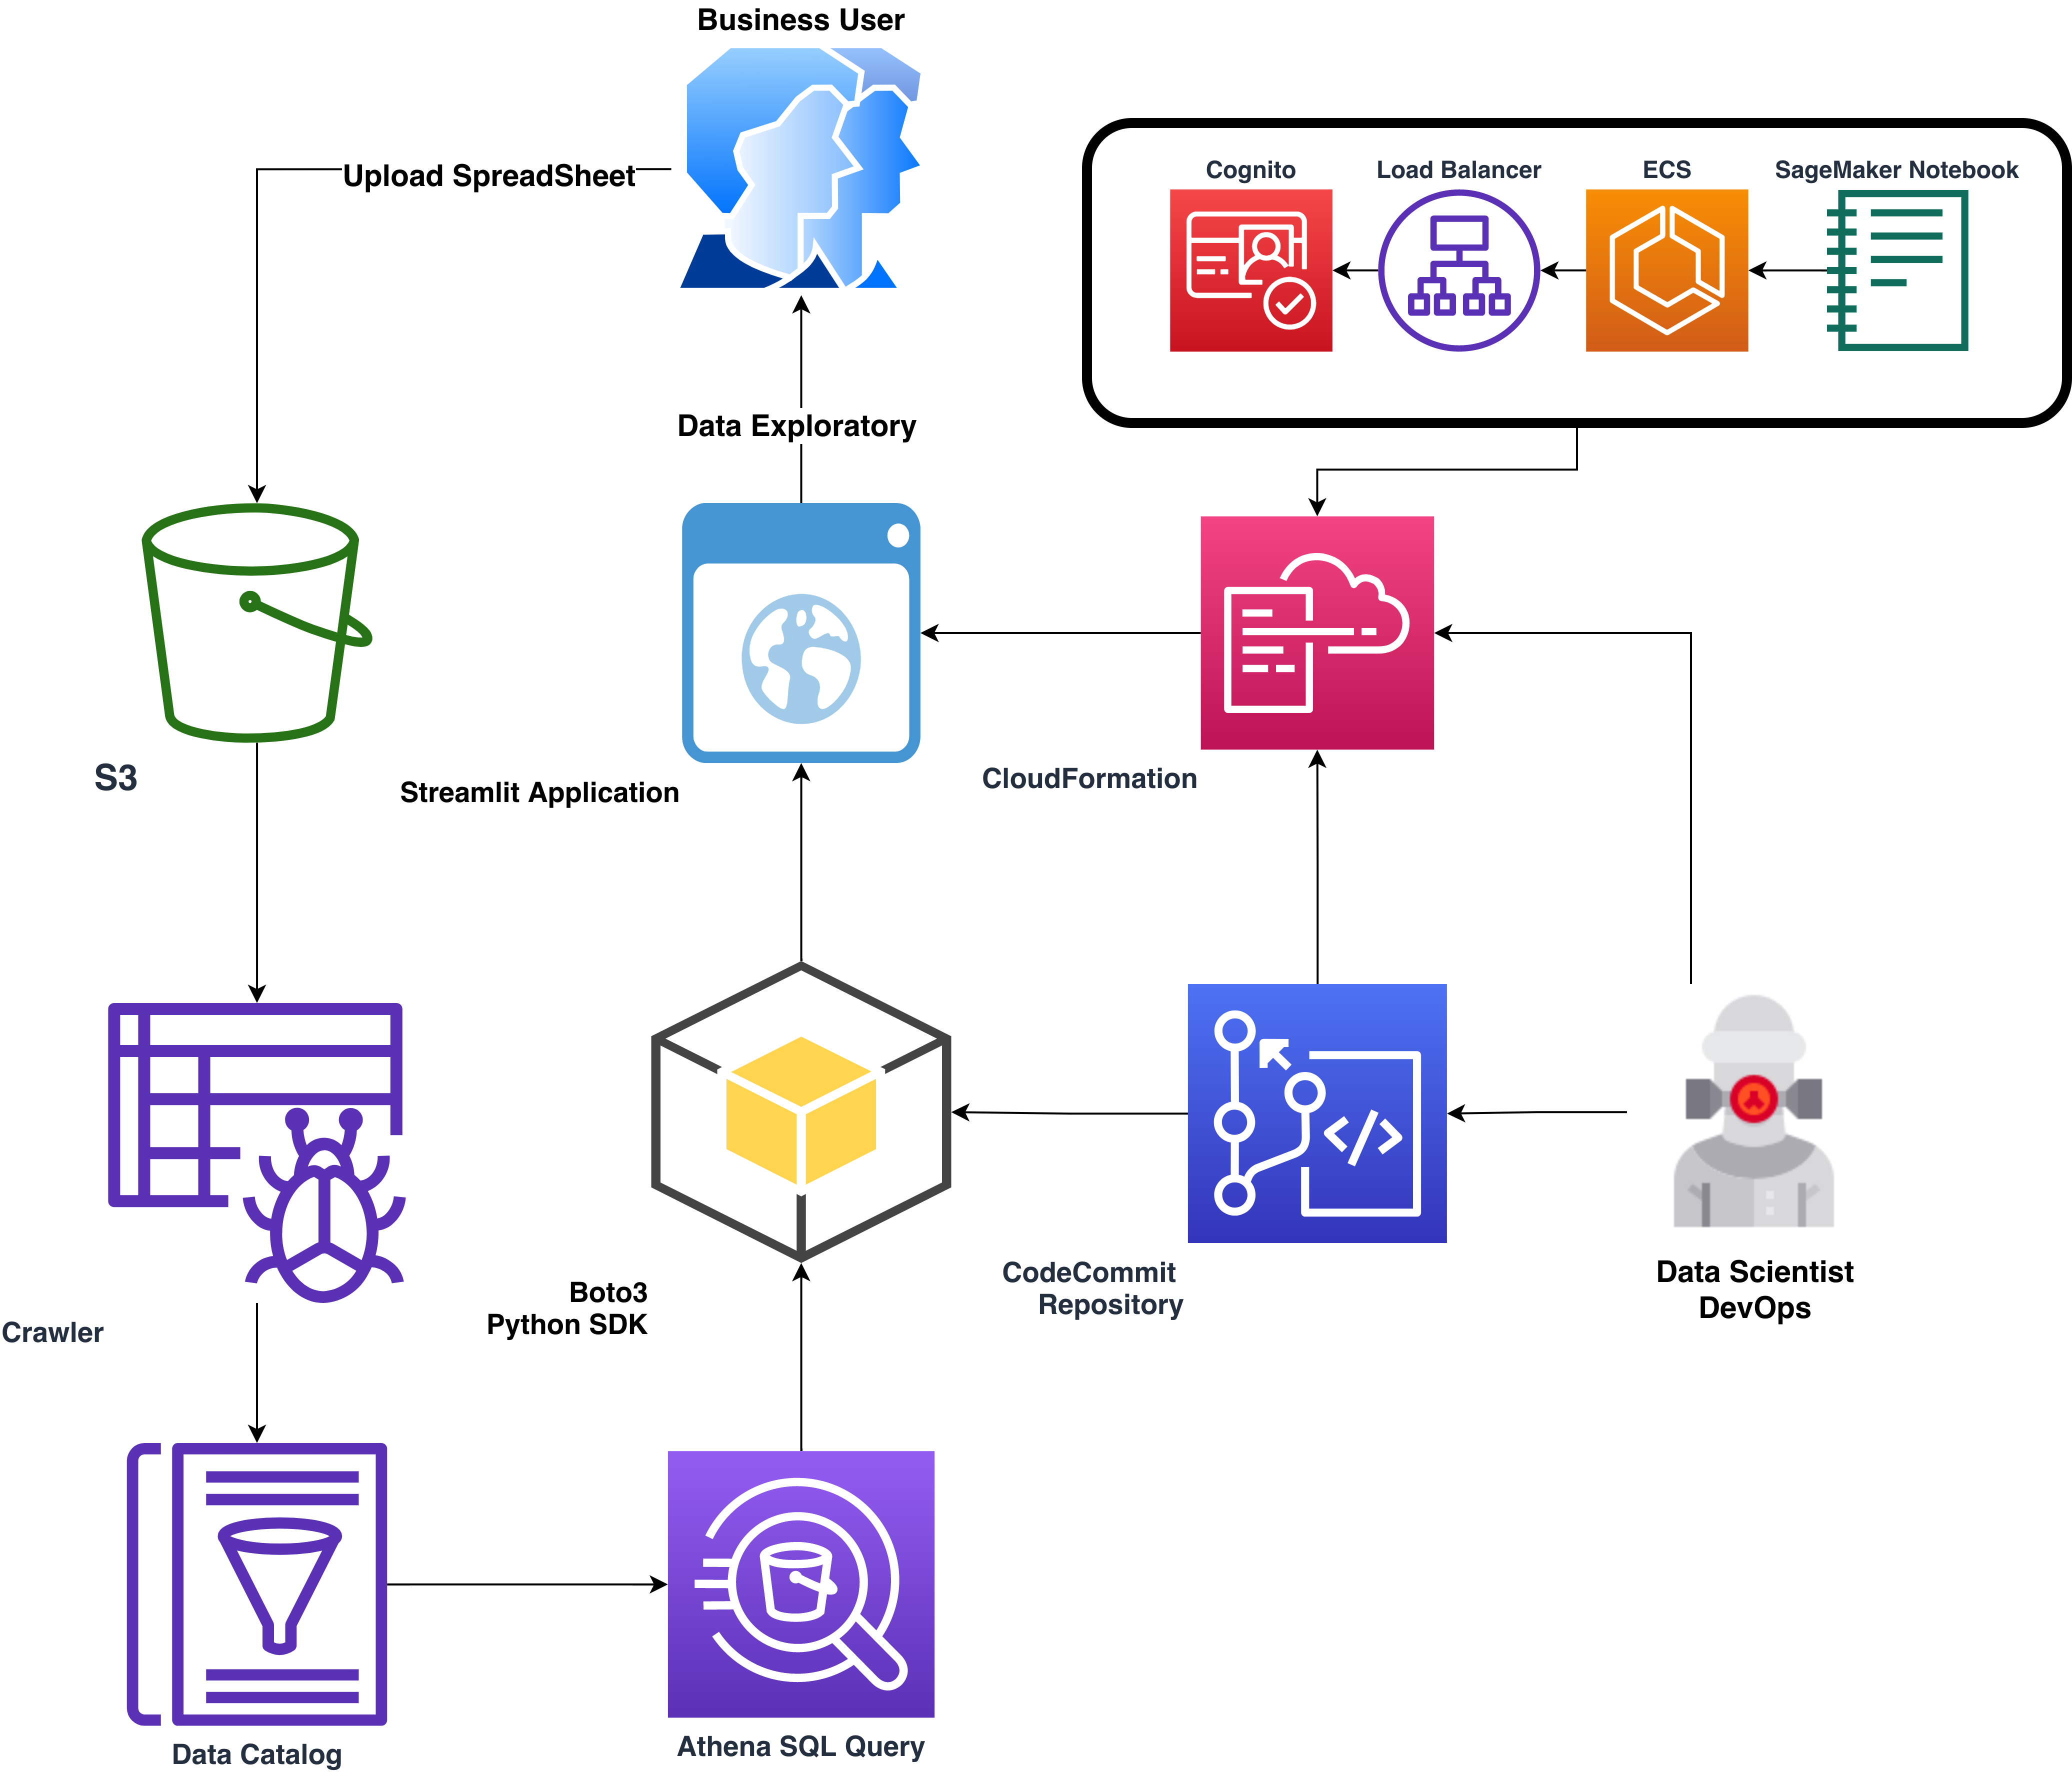 Business User
Upload SpreadSheet
Cognito
Load Balancer
ECS
SageMaker Notebook
Data Exploratory
S3
Streamlit Application
CloudFormation
Crawler
Boto3
Python SDK
CodeCommit
Repository
Data Scientist
DevOps
Data Catalog
Athena SQL Query